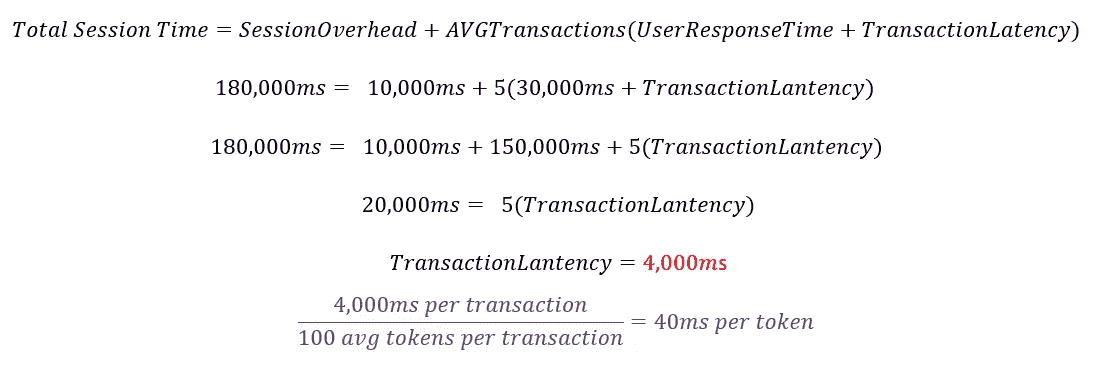 Total Session Time = SessionOverhead + AVGTransactions(UserResponseTime + TransactionLatency)
180,000ms = 10,000ms + 5(30,000ms + TransactionLantency)
180,000ms = 10,000ms + 150,000ms + 5(TransactionLantency)
20,000ms = 5(TransactionLantency)
TransactionLantency = 4,000ms
4,000ms per transaction
100 avg tokens per transaction
= 40ms per token